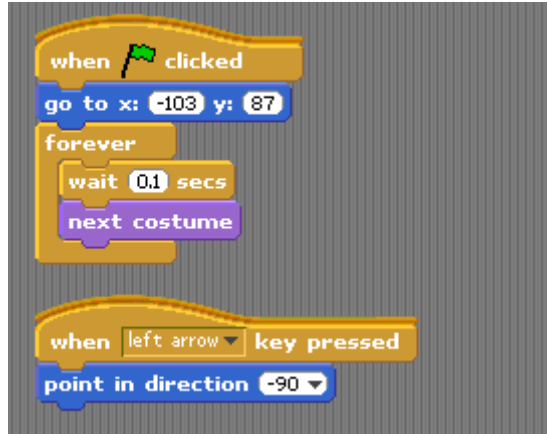 when clicked
go to x: -103 y: 87
forever
wait 0.1 secs
next costume
when left arrow key pressed
point in direction -90